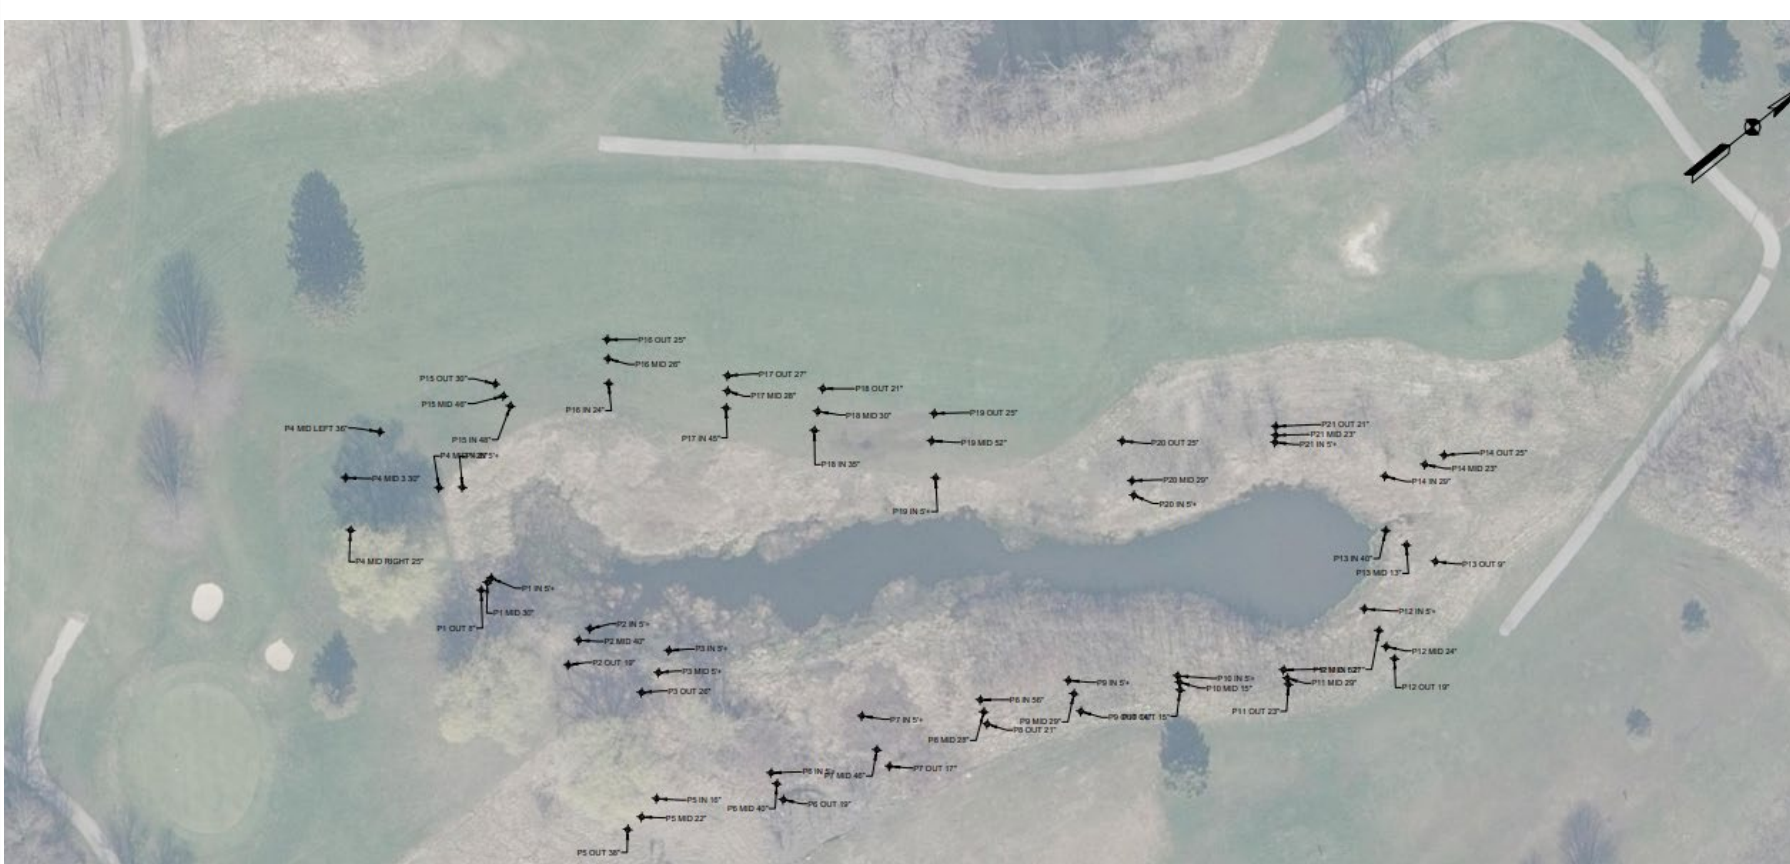 P16 OUT 25"
P16 MID 26"
P15 OUT 30"
P17 OUT 27"
P17 MID 28"
P18 OUT 21"
P15 MID 46"
P16 IN 24"
P18 MID 30"
P19 OUT 25"
P4 MID LEFT 36"
P21 OUT 21"
P21 MID 23"
P15 IN 48"
P17 IN 45"
P19 MID 52"
P20 OUT 25"
P21 IN 5'+
P14 OUT 25"
P18 IN 35"
P14 MID 23"
P4 MID 3 30"
P20 MID 29"
P14 IN 29"
P20 IN 5'+
P19 IN 5'+
P4 MID RIGHT 25"
P13 IN 40"
P13 OUT 9"
P13 MID 13"
P1 IN 5'+
P1 MID 30"
P12 IN 5'+
P1 OUT 8"
P2 IN 5'+
P2 MID 40"
P3 IN 5'+
P12 MID 24"
P2 OUT 19"
P3 MID 5'+
P10 IN 5'+
P9 IN 5'+
P11 MID 29"
P10 MID 15"
P12 OUT 19"
P3 OUT 26"
P8 IN 56"
P11 OUT 23"
P7 IN 5'+
P9 MID 29"
P8 OUT 21"
P8 MID 28"
P7 OUT 17"
P6 IN 5'+
P7 MID 46"
P5 IN 16"
P6 OUT 19"
P6 MID 40"
P5 MID 22"
P5 OUT 38"